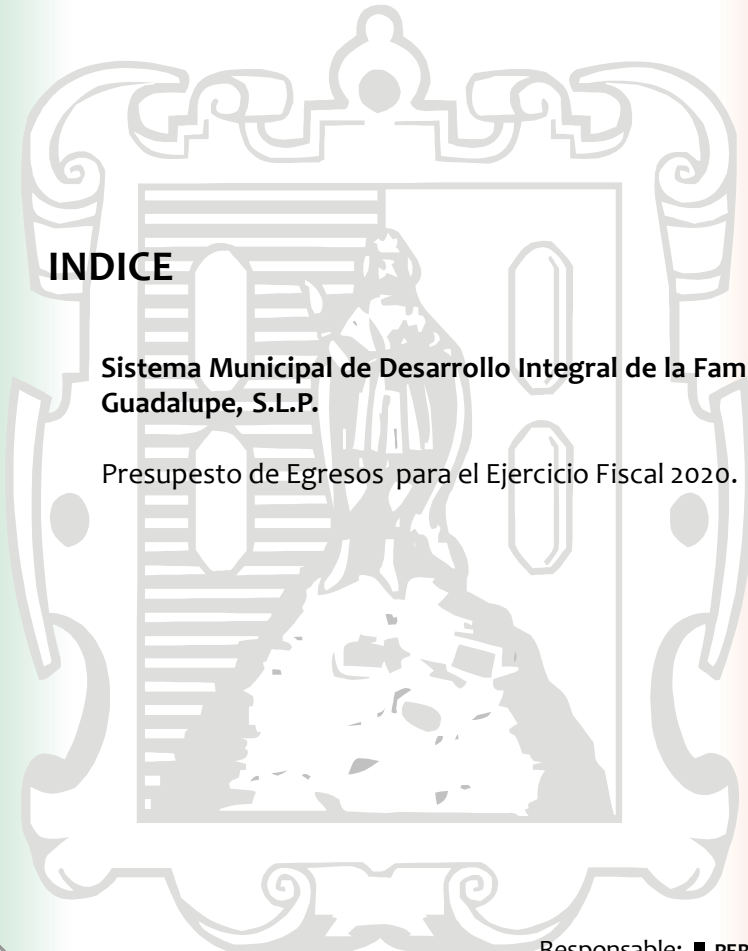 INDICE
Sistema Municipal de Desarrollo Integral de la Fam
Guadalupe, S.L.P.
Presupesto de Egresos para el Ejercicio Fiscal 2020.
Responsable: